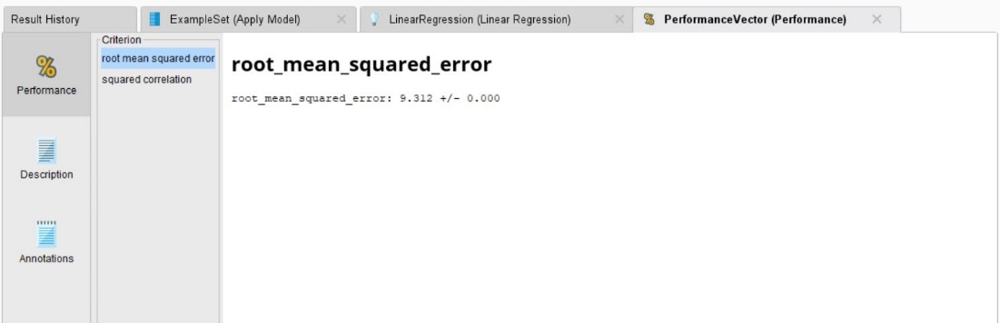 Result History
ExampleSet (Apply Model)
LinearRegression (Linear Regression)
PerformanceVector (Performance)
Performance
Description
Annotations
Criterion
root mean squared error
squared correlation
root_mean_squared_error
root_mean_squared_error: 9.312 +/- 0.000